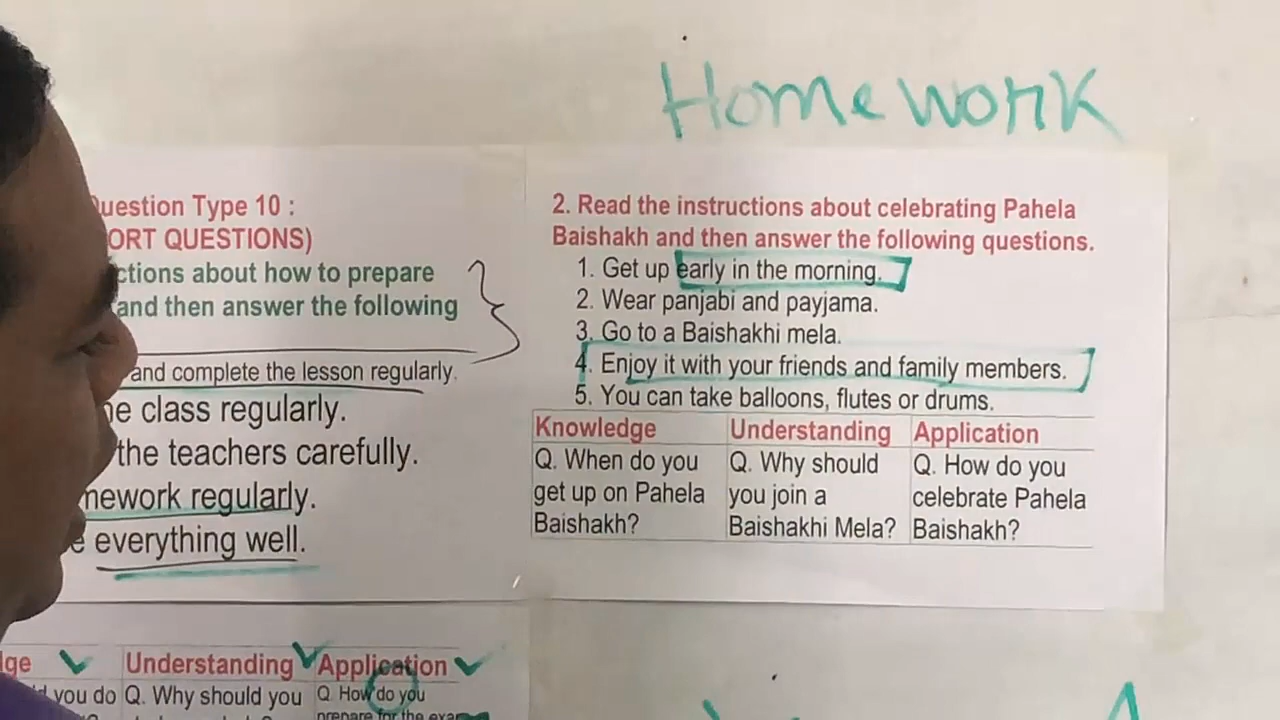 Homework
Question Type 10 :
ORT QUESTIONS)
ctions about how to prepare
and then answer the following
and complete the lesson regularly.
class regularly.
the teachers carefully.
mework regularly.
everything well.
2. Read the instructions about celebrating Pahela
Baishakh and then answer the following questions.
1. Get up early in the morning.
2. Wear panjabi and payjama.
3. Go to a Baishakhi mela.
4. Enjoy it with your friends and family members.
5. You can take balloons, flutes or drums.
Knowledge
Q. When do you
get up on Pahela
Baishakh?
Understanding
Q. Why should
you join a
Baishakhi Mela?
Application
Q. How do you
celebrate Pahela
Baishakh?
dge
you do
Understanding
Q. Why should you
Application
Q. How do you
prepare for the